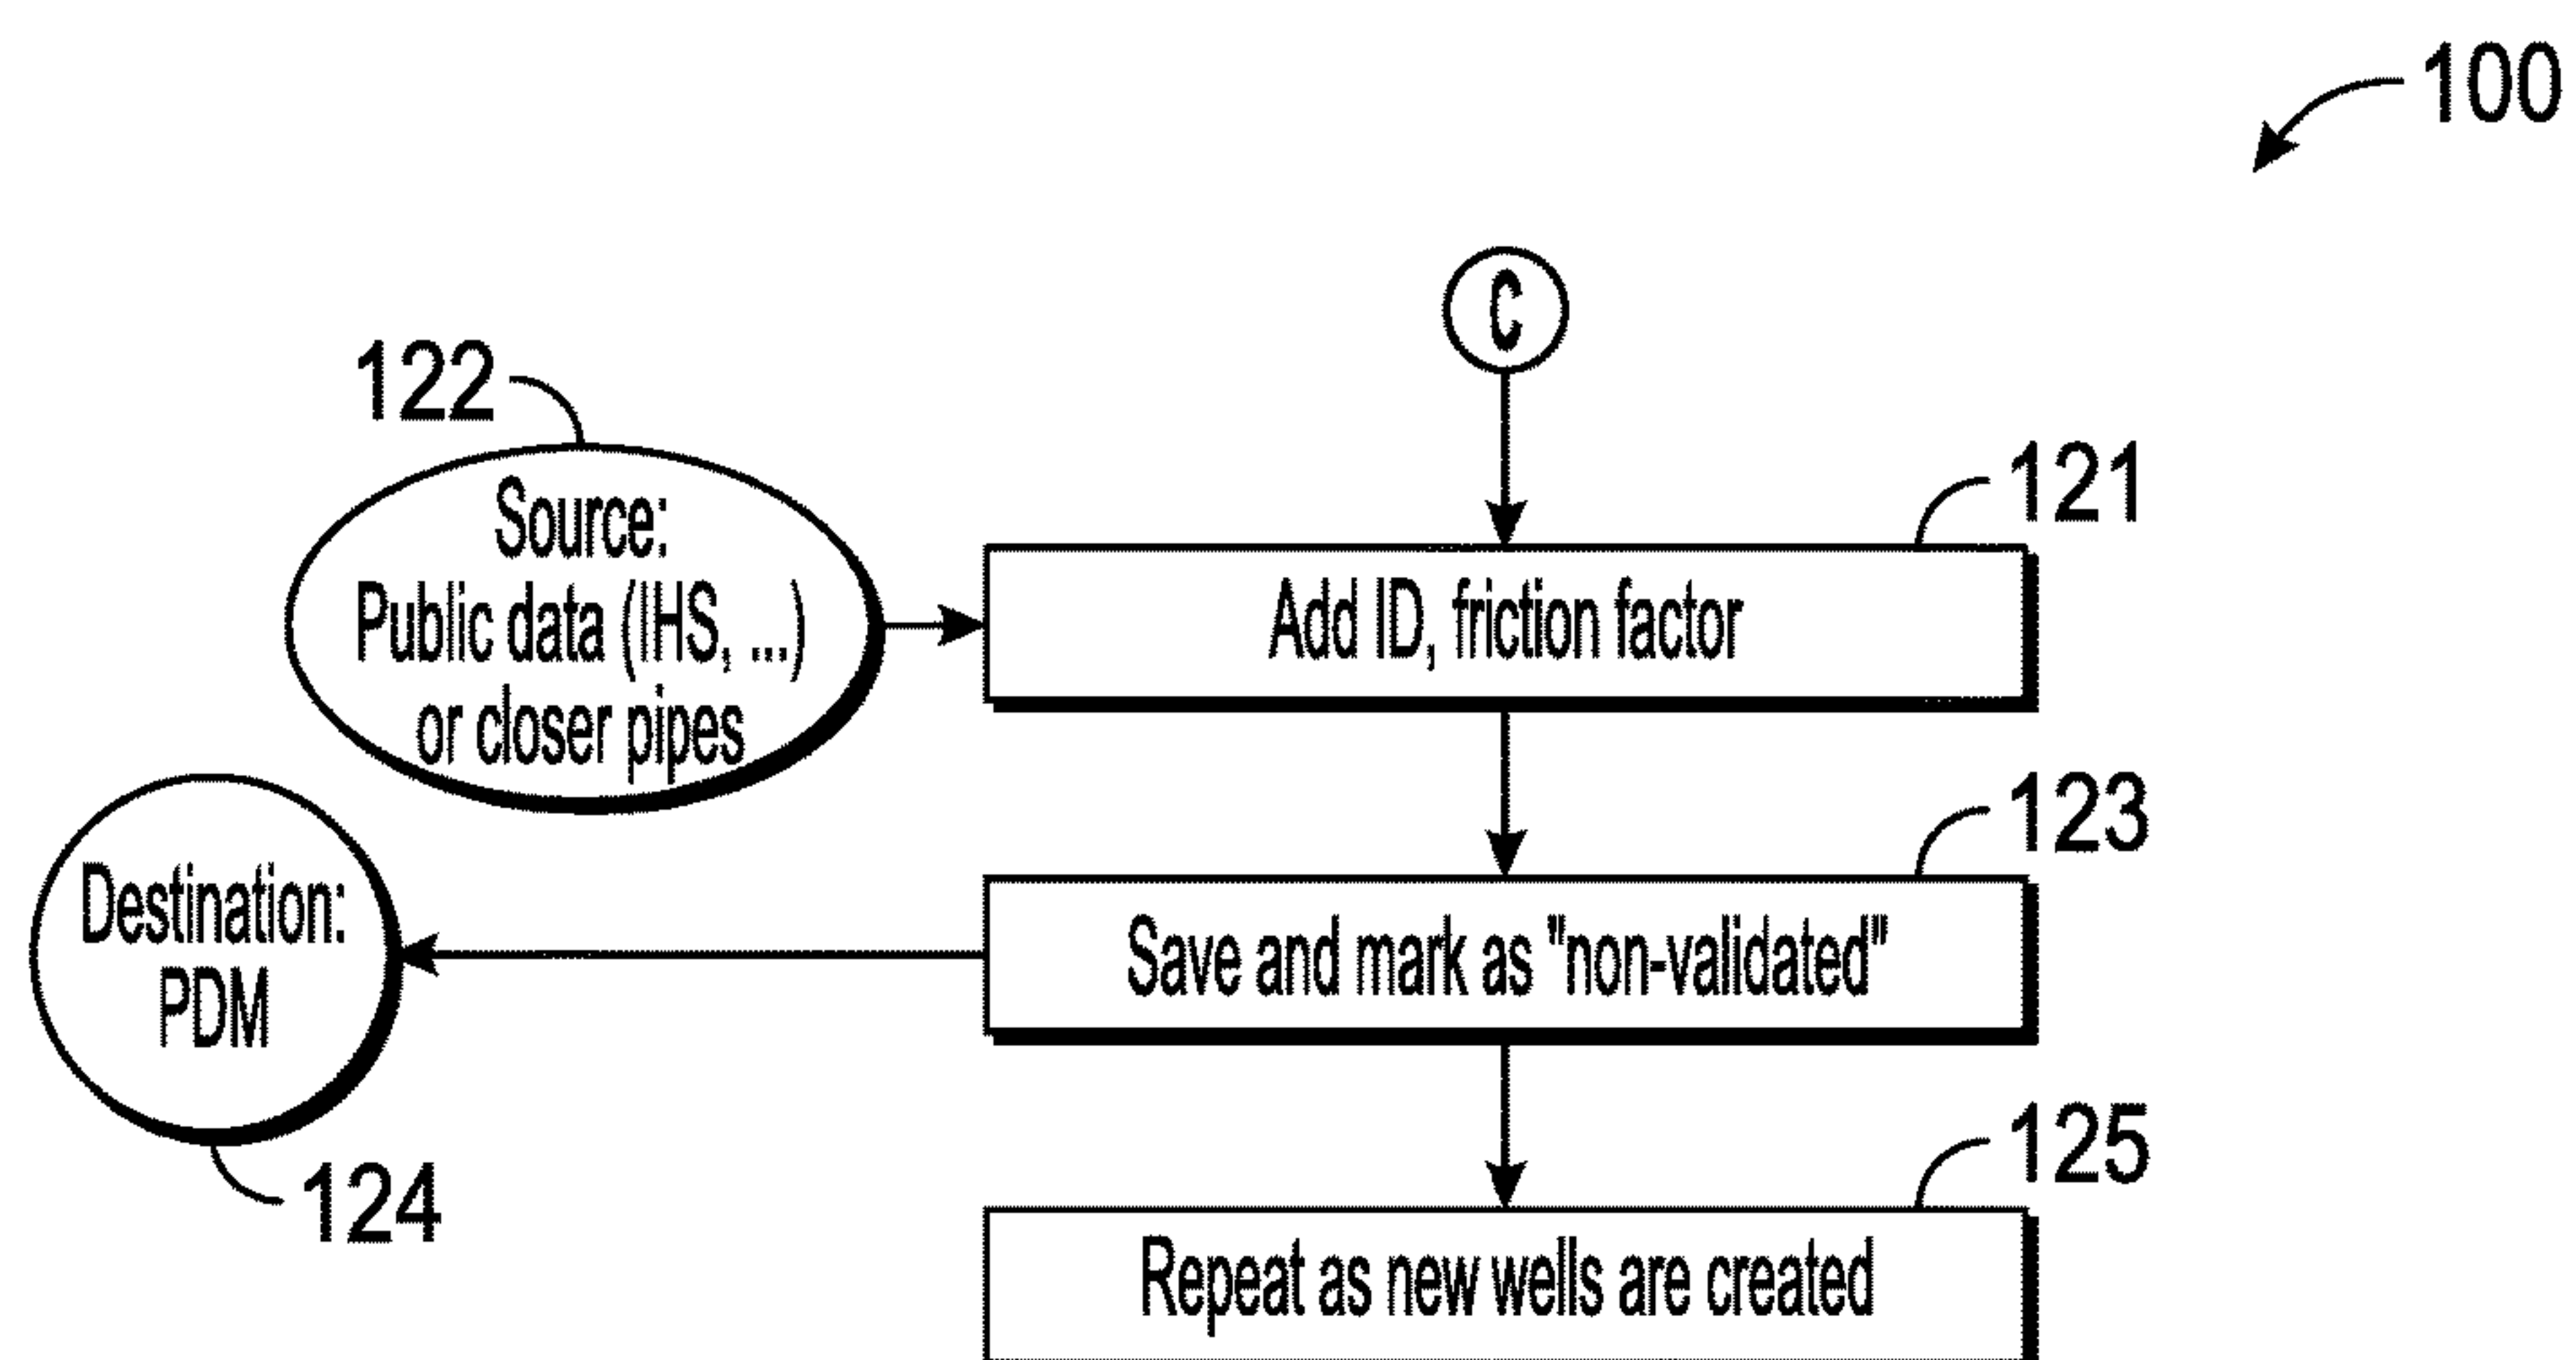 100
C
122
Source:
Public data (IHS, ...)
or closer pipes
121
Add ID, friction factor
123
Save and mark as "non-validated"
Destination:
PDM
124
125
Repeat as new wells are created